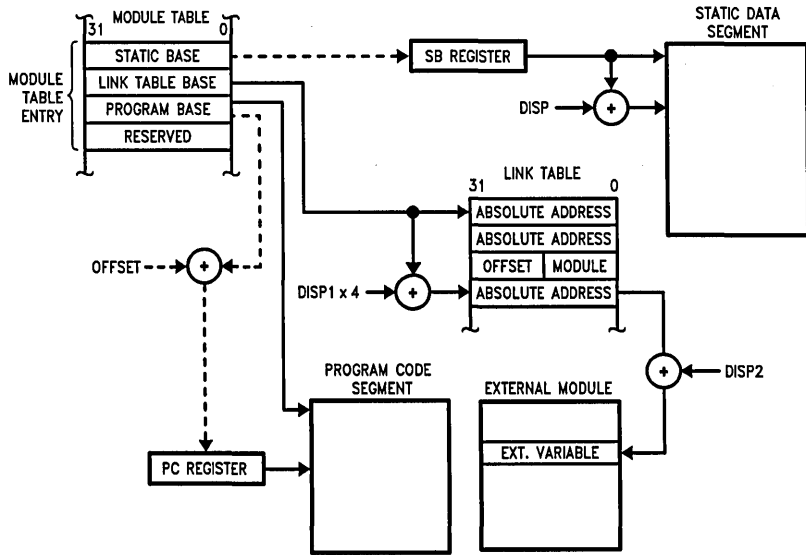 MODULE TABLE
31 0
STATIC BASE
LINK TABLE BASE
PROGRAM BASE
RESERVED
MODULE
TABLE
ENTRY
SB REGISTER
STATIC DATA
SEGMENT
DISP
+
LINK TABLE
31 0
ABSOLUTE ADDRESS
ABSOLUTE ADDRESS
OFFSET MODULE
ABSOLUTE ADDRESS
OFFSET
+
DISP1 x 4
+
+
DISP2
PROGRAM CODE
SEGMENT
EXTERNAL MODULE
EXT. VARIABLE
PC REGISTER